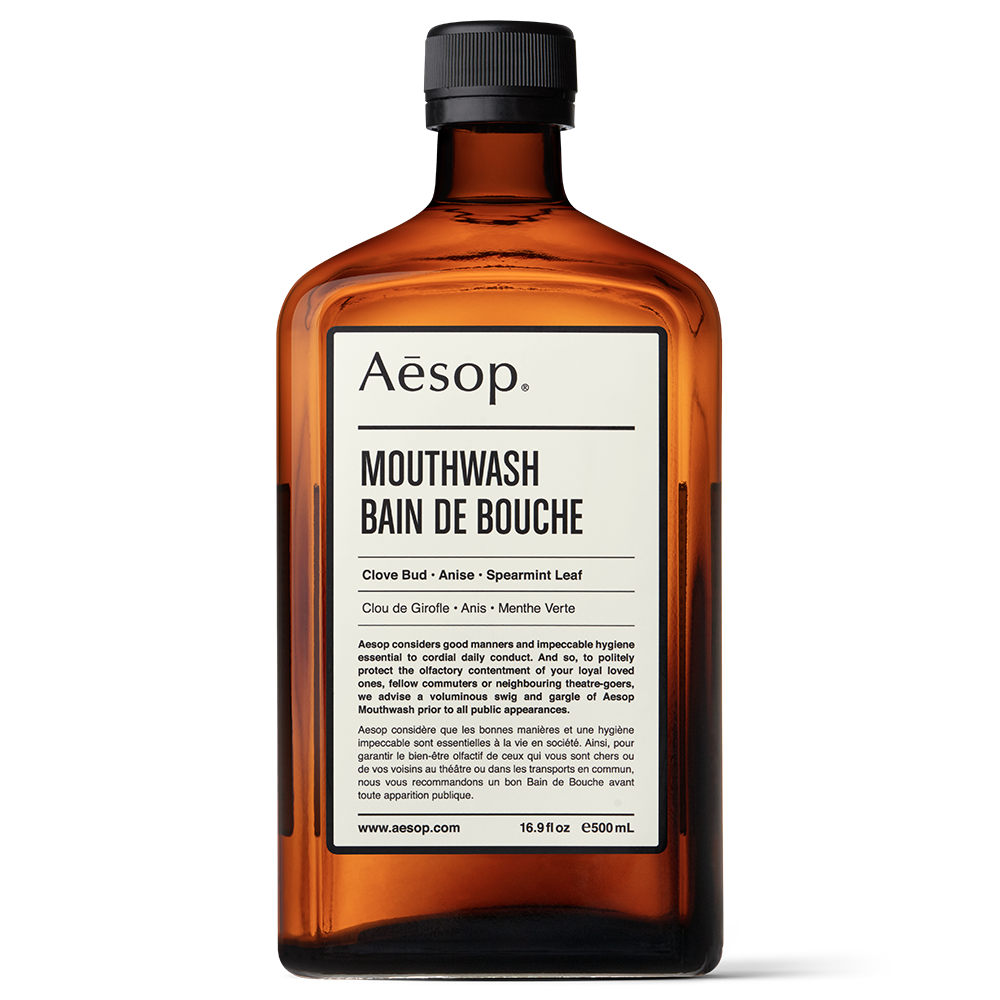 Aēsop®
MOUTHWASH
BAIN DE BOUCHE
Clove Bud • Anise • Spearmint Leaf
Clou de Girofle • Anis • Menthe Verte
Aesop considers good manners and impeccable hygiene
essential to cordial daily conduct. And so, to politely
protect the olfactory contentment of your loyal loved
ones, fellow commuters or neighbouring theatre-goers,
we advise a voluminous swig and gargle of Aesop
Mouthwash prior to all public appearances.
Aesop considère que les bonnes manières et une hygiène
impeccable sont essentielles à la vie en société. Ainsi, pour
garantir le bien-être olfactif de ceux qui vous sont chers ou
de vos voisins au théâtre ou dans les transports en commun,
nous vous recommandons un bon Bain de Bouche avant
toute apparition publique.
www.aesop.com 16.9 fl oz ℮500 mL